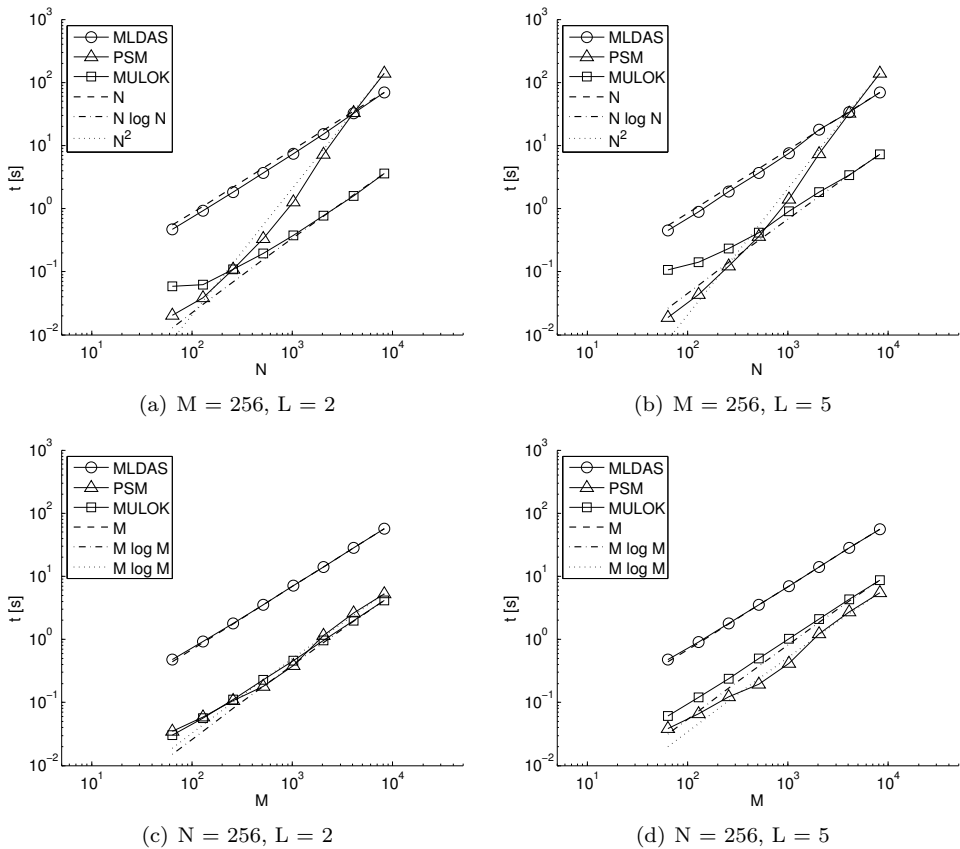 10^3
10^2
10^1
10^0
10^-1
10^-2
t [s]
MLDAS
PSM
MULOK
N
N log N
N^2
10^1
10^2
10^3
10^4
N
(a) M = 256, L = 2
10^3
10^2
10^1
10^0
10^-1
10^-2
t [s]
MLDAS
PSM
MULOK
N
N log N
N^2
10^1
10^2
10^3
10^4
N
(b) M = 256, L = 5
10^3
10^2
10^1
10^0
10^-1
10^-2
t [s]
MLDAS
PSM
MULOK
M
M log M
M log M
10^1
10^2
10^3
10^4
M
(c) N = 256, L = 2
10^3
10^2
10^1
10^0
10^-1
10^-2
t [s]
MLDAS
PSM
MULOK
M
M log M
M log M
10^1
10^2
10^3
10^4
M
(d) N = 256, L = 5